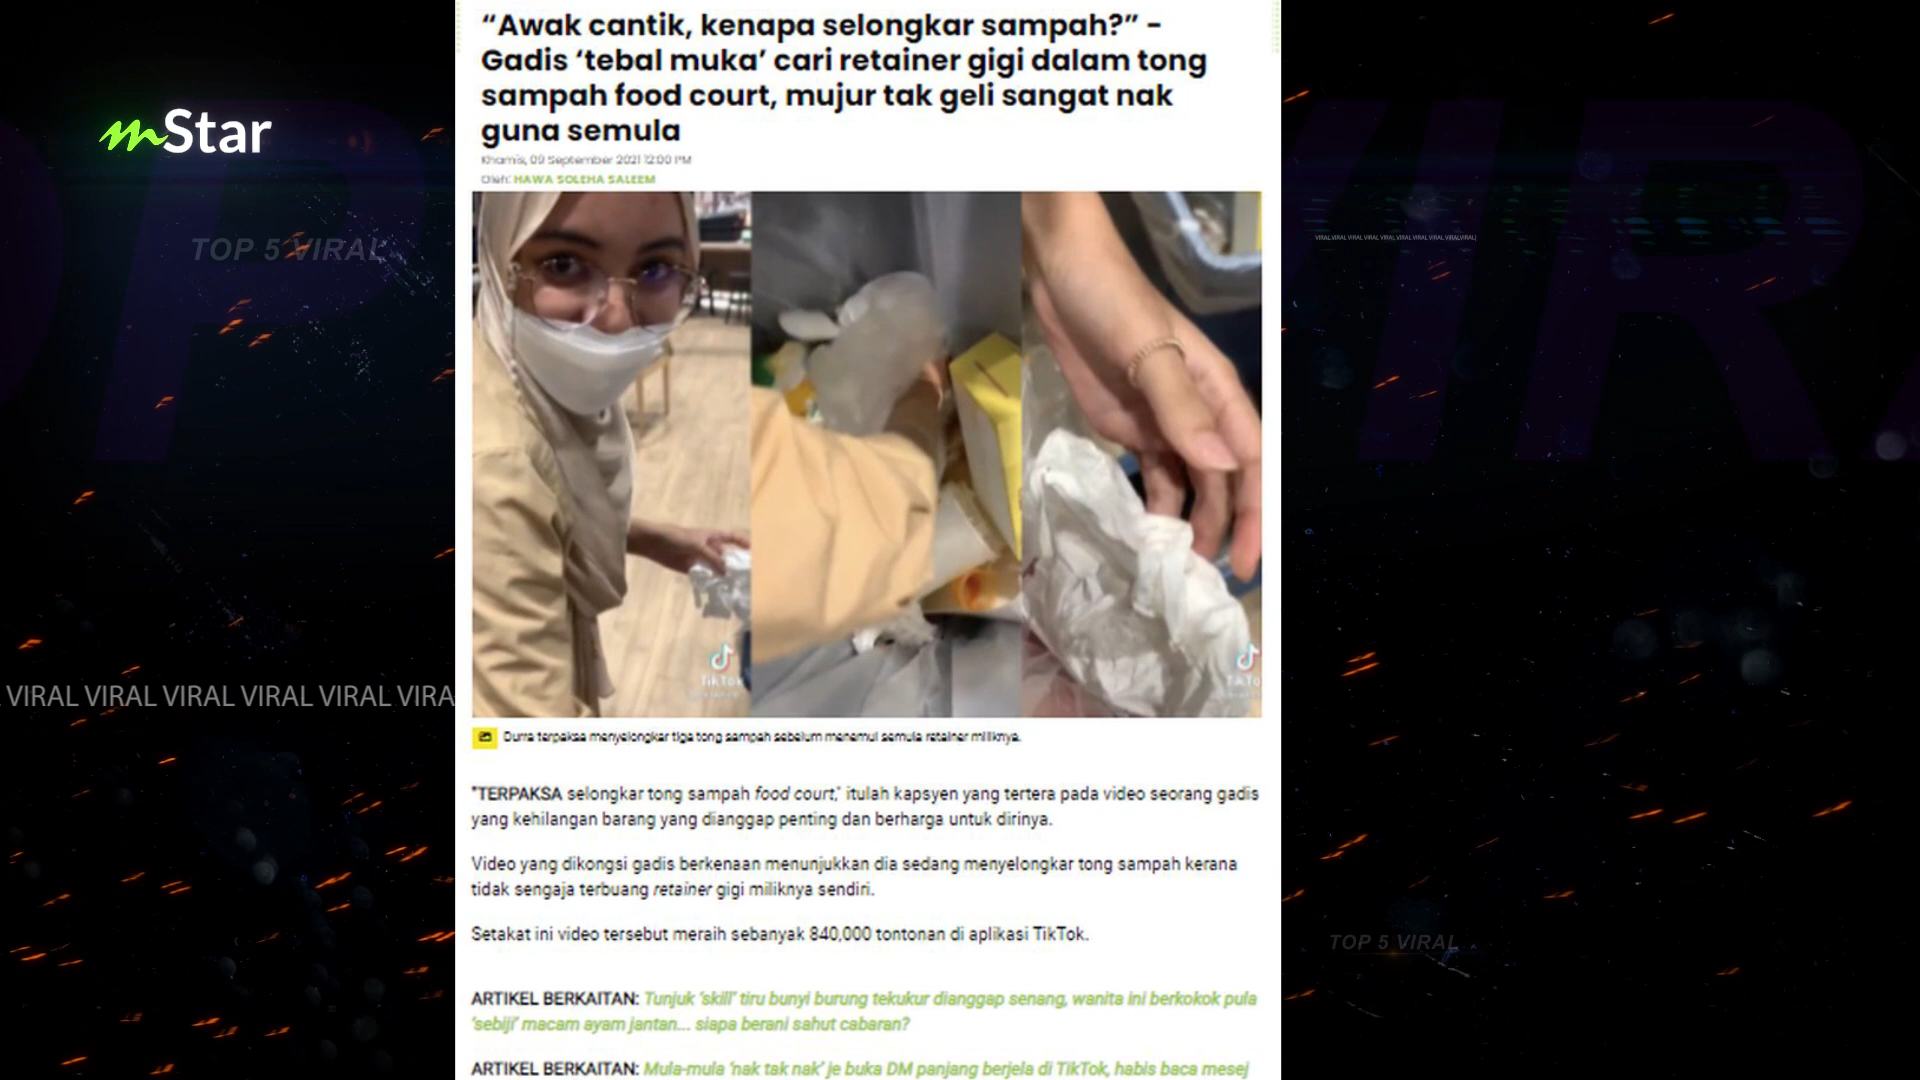 mStar
TOP 5 VIRAL
VIRAL VIRAL VIRAL VIRAL VIRAL VIRA
“Awak cantik, kenapa selongkar sampah?” –
Gadis ‘tebal muka’ cari retainer gigi dalam tong
sampah food court, mujur tak geli sangat nak
guna semula
Khamis, 09 September 2021 12:00 PM
Oleh: HAWA SOLEHA SALEEM
TikTok
TikTo
Durra terpaksa menyelongkar tiga tong sampah sebelum menemui semula retainer miliknya.
"TERPAKSA selongkar tong sampah food court," itulah kapsyen yang tertera pada video seorang gadis
yang kehilangan barang yang dianggap penting dan berharga untuk dirinya.
Video yang dikongsi gadis berkenaan menunjukkan dia sedang menyelongkar tong sampah kerana
tidak sengaja terbuang retainer gigi miliknya sendiri.
Setakat ini video tersebut meraih sebanyak 840,000 tontonan di aplikasi TikTok.
ARTIKEL BERKAITAN: Tunjuk ‘skill’ tiru bunyi burung tekukur dianggap senang, wanita ini berkokok pula
‘sebiji’ macam ayam jantan... siapa berani sahut cabaran?
ARTIKEL BERKAITAN: Mula-mula ‘nak tak nak’ je buka DM panjang berjela di TikTok, habis baca mesej
TOP 5 VIRAL